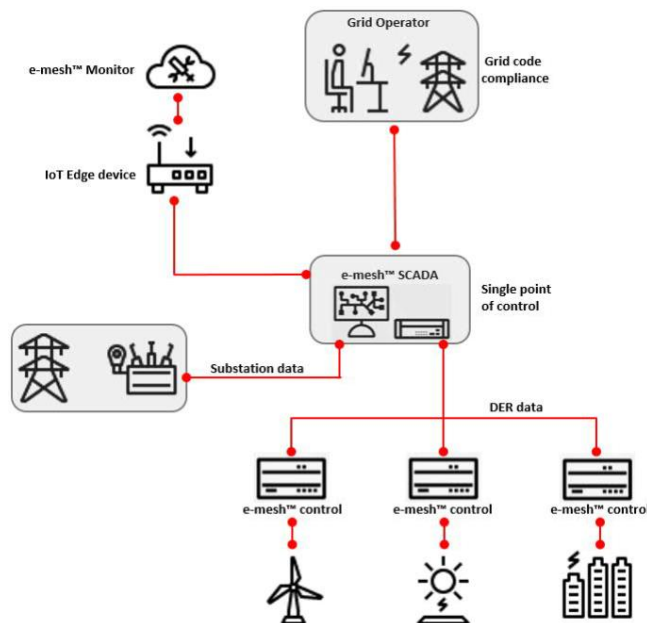 Grid Operator
e-mesh™ Monitor
Grid code
compliance
IoT Edge device
e-mesh™ SCADA
Single point
of control
Substation data
DER data
e-mesh™ control
e-mesh™ control
e-mesh™ control